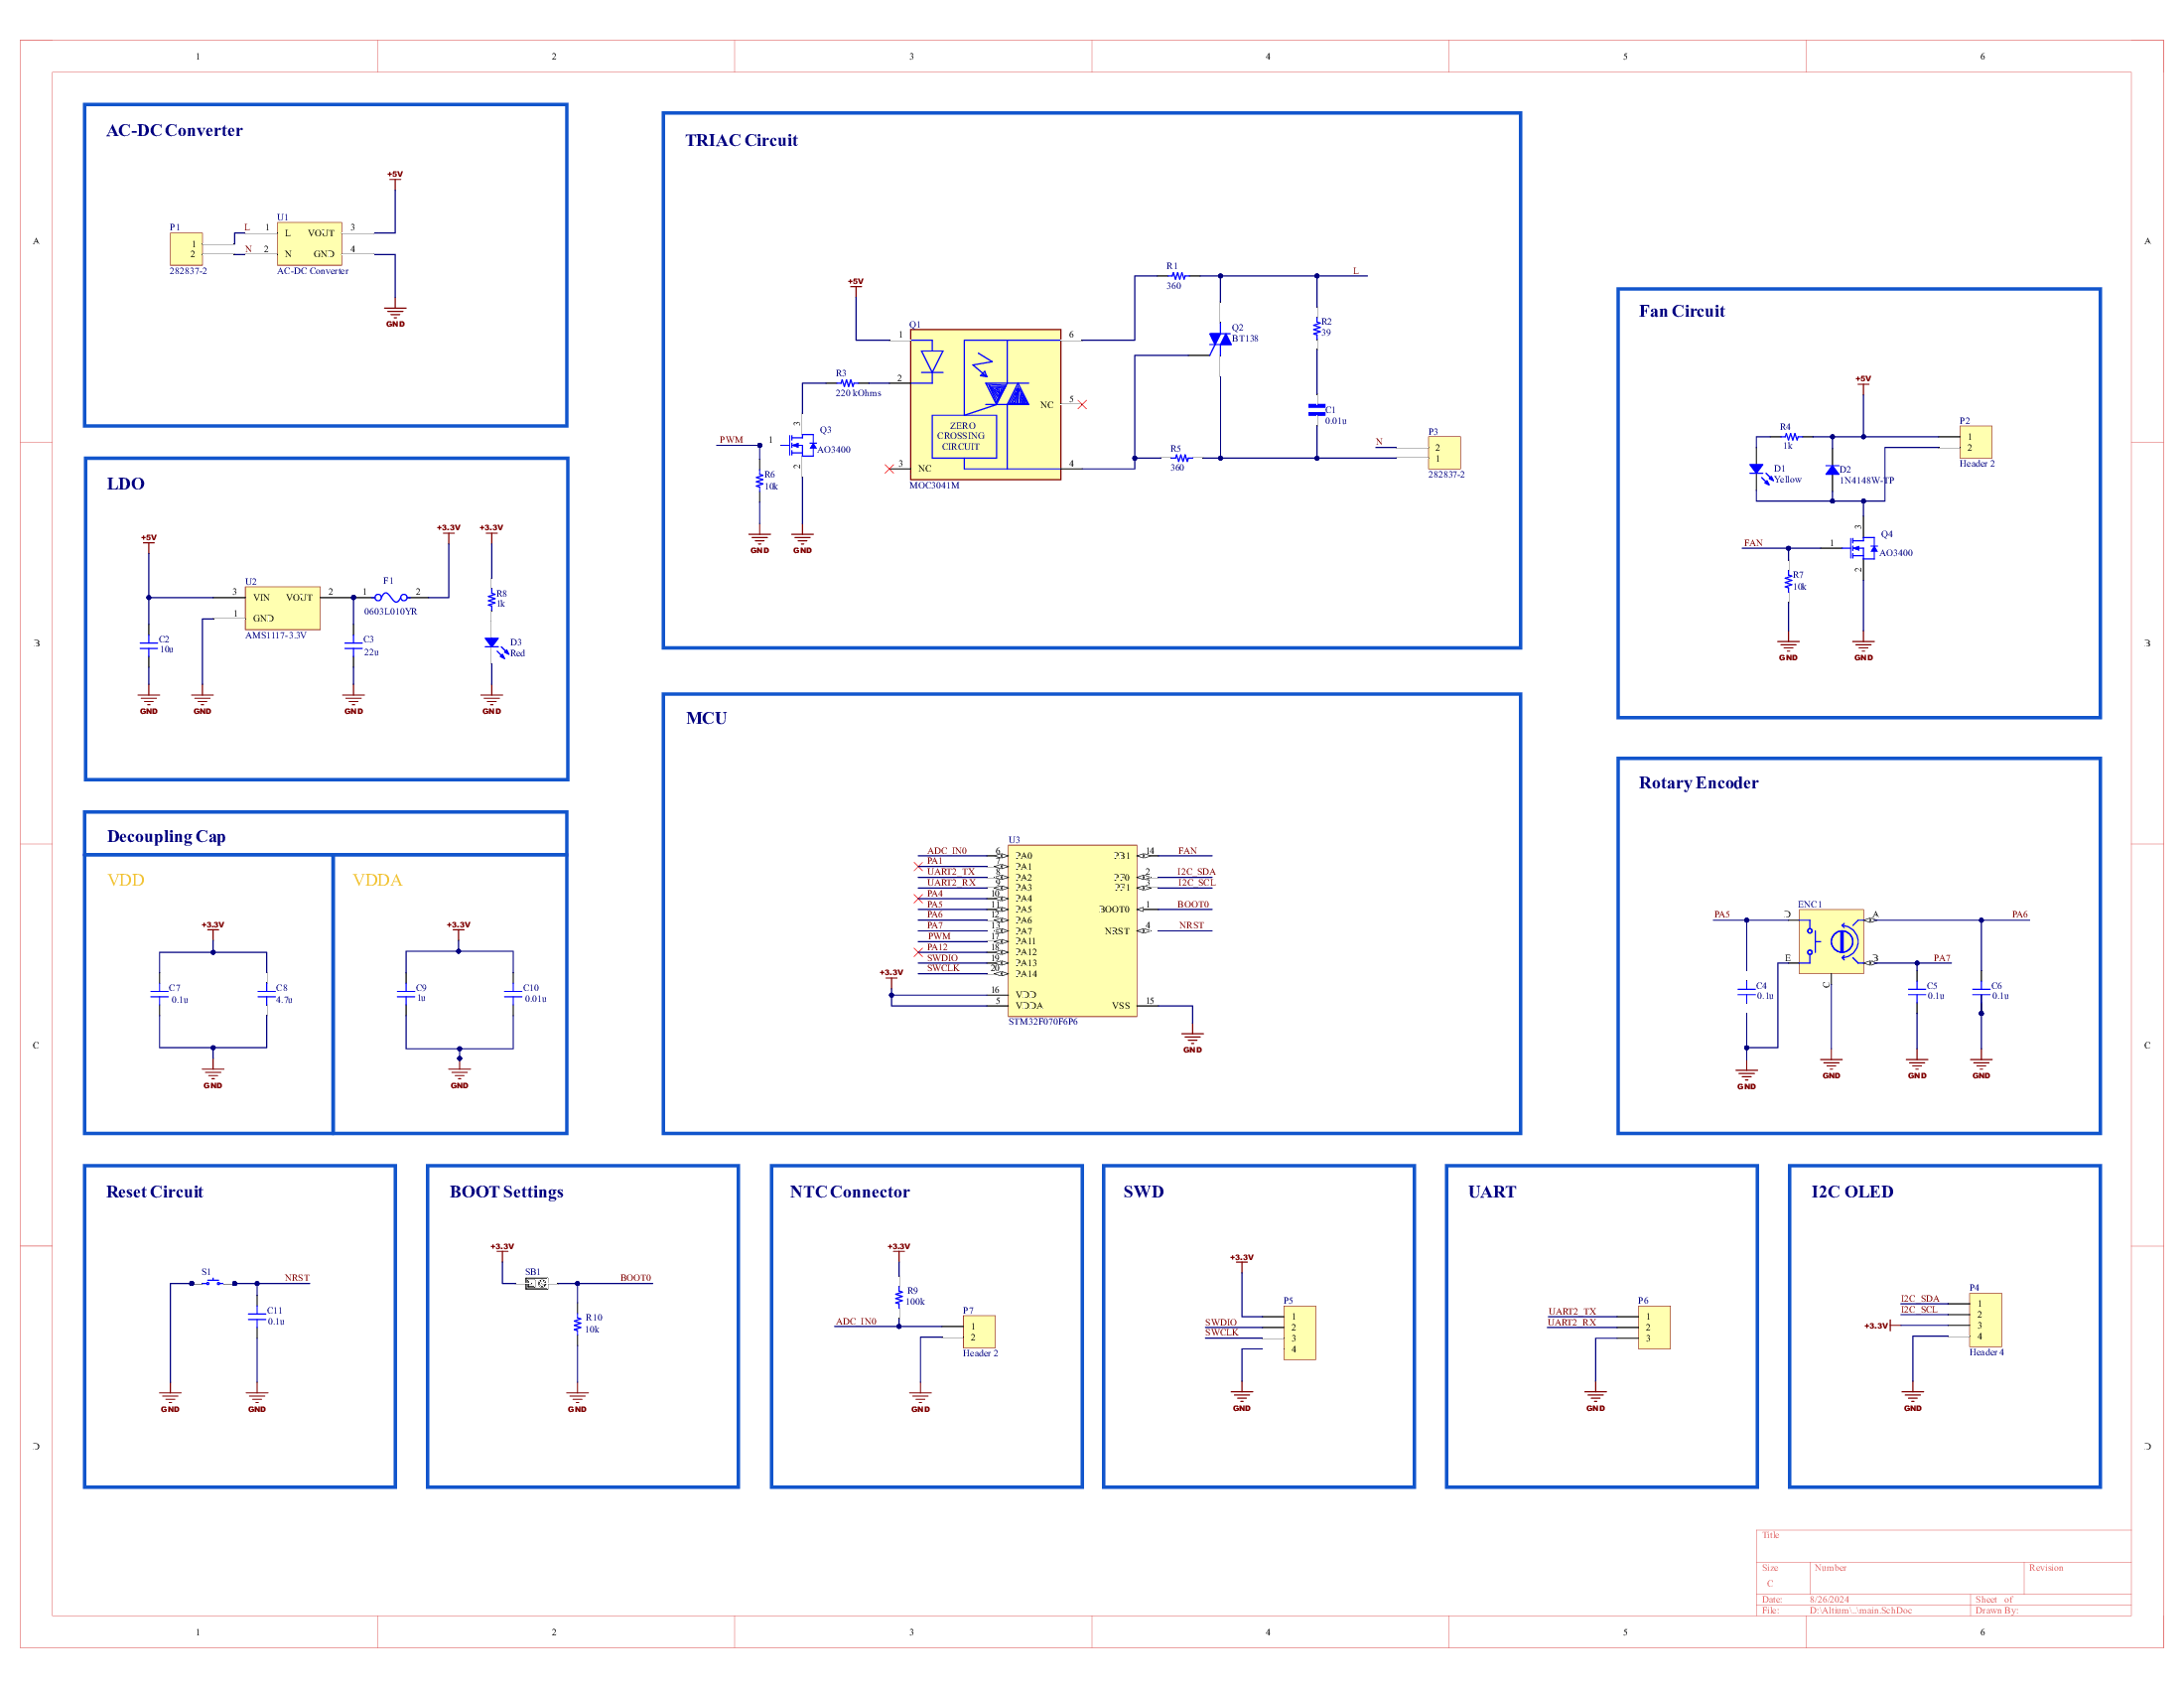 1 2 3 4 5 6
A A
B B
C C
D D
AC-DC Converter
+5V
P1
1
2
282837-2
L
N
U1
1 L VOUT 3
2 N GND 4
AC-DC Converter
GND
LDO
+5V
+3.3V +3.3V
U2
3 VIN VOUT 2
1 GND
AMS1117-3.3V
F1
1 2
0603L010YR
R8
1k
C2
10u
C3
22u
D3
Red
GND GND GND GND
Decoupling Cap
VDD
+3.3V
C7
0.1u
C8
4.7u
GND
VDDA
+3.3V
C9
1u
C10
0.01u
GND
TRIAC Circuit
+5V
Q1
1
2
3 NC
6
NC 5
4
ZERO
CROSSING
CIRCUIT
MOC3041M
R3
220 kOhms
PWM
1
3
2
Q3
AO3400
R6
10k
GND GND
R1
360
L
Q2
BT138
R2
39
C1
0.01u
R5
360
N
P3
2
1
282837-2
Fan Circuit
+5V
R4
1k
P2
1
2
Header 2
D1
Yellow
D2
1N4148W-TP
FAN
1
3
2
Q4
AO3400
R7
10k
GND GND
MCU
U3
ADC_IN0 6 PA0
PA1 7 PA1
UART2_TX 8 PA2
UART2_RX 9 PA3
PA4 10 PA4
PA5 11 PA5
PA6 12 PA6
PA7 13 PA7
PWM 17 PA11
PA12 18 PA12
SWDIO 19 PA13
SWCLK 20 PA14
+3.3V
16 VDD
5 VDDA
PB1 14 FAN
PF0 2 I2C_SDA
PF1 3 I2C_SCL
BOOT0 1 BOOT0
NRST 4 NRST
VSS 15
STM32F070F6P6
GND
Rotary Encoder
ENC1
PA5 D A PA6
E B PA7
C
C4
0.1u
C5
0.1u
C6
0.1u
GND GND GND GND
Reset Circuit
S1
NRST
C11
0.1u
GND GND
BOOT Settings
+3.3V
SB1
BOOT0
R10
10k
GND
NTC Connector
+3.3V
R9
100k
ADC_IN0
P7
1
2
Header 2
GND
SWD
+3.3V
P5
1
SWDIO 2
SWCLK 3
4
GND
UART
P6
UART2_TX 1
UART2_RX 2
3
GND
I2C OLED
P4
I2C_SDA 1
I2C_SCL 2
+3.3V 3
4
Header 4
GND
Title
Size Number Revision
C
Date: 8/26/2024 Sheet of
File: D:\Altium\..\main.SchDoc Drawn By:
1 2 3 4 5 6